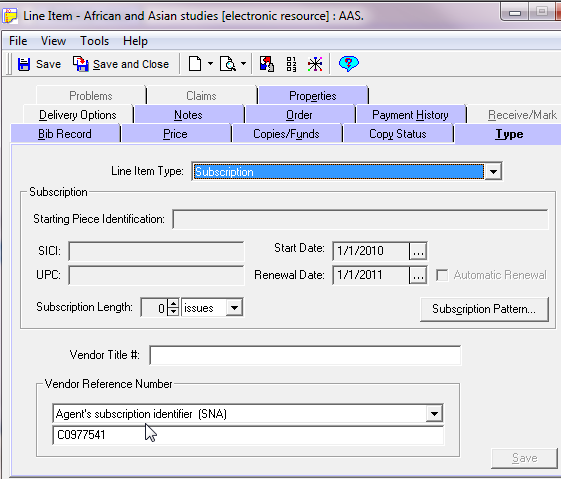 Line Item - African and Asian studies [electronic resource] : AAS.
File View Tools Help
Save Save and Close
Problems Claims Properties
Delivery Options Notes Order Payment History Receive/Mark
Bib Record Price Copies/Funds Copy Status Type
Line Item Type: Subscription
Subscription
Starting Piece Identification:
SICI: Start Date: 1/1/2010 ...
UPC: Renewal Date: 1/1/2011 ... Automatic Renewal
Subscription Length: 0 issues Subscription Pattern...
Vendor Title #:
Vendor Reference Number
Agent's subscription identifier (SNA)
C0977541
Save